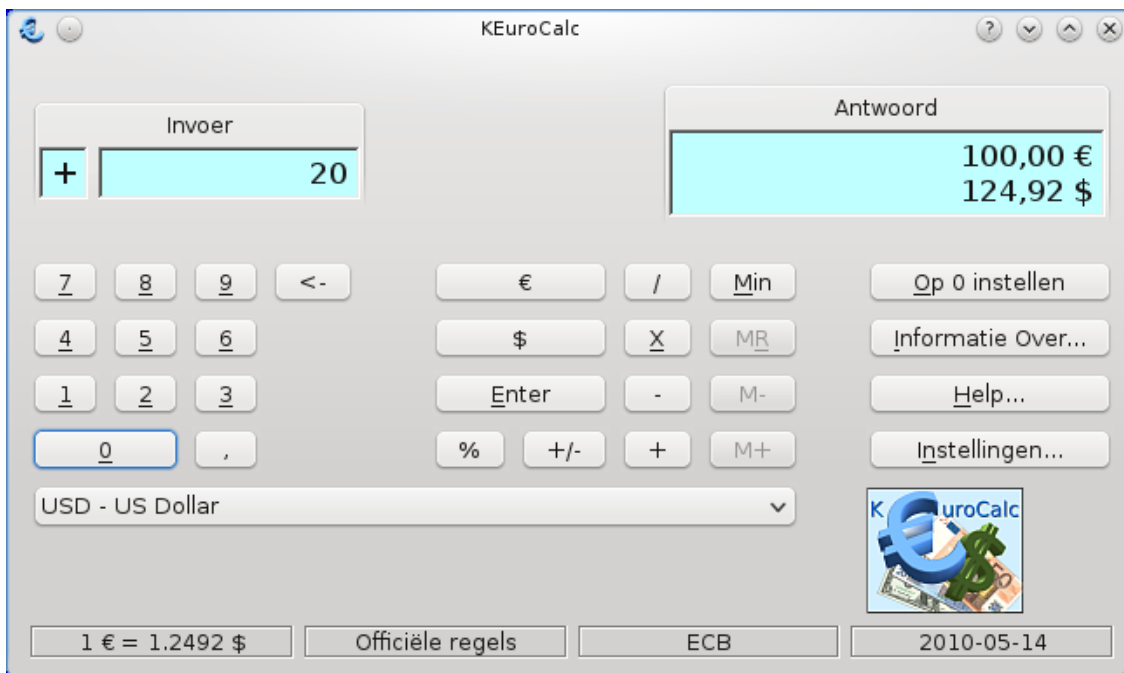 KEuroCalc
Invoer
Antwoord
+ 20
100,00 €
124,92 $
7 8 9 <- € / Min Op 0 instellen
4 5 6 $ X MR Informatie Over...
1 2 3 Enter - M- Help...
0 , % +/- + M+ Instellingen...
USD - US Dollar
K€uroCalc
1 € = 1.2492 $ Officiële regels ECB 2010-05-14